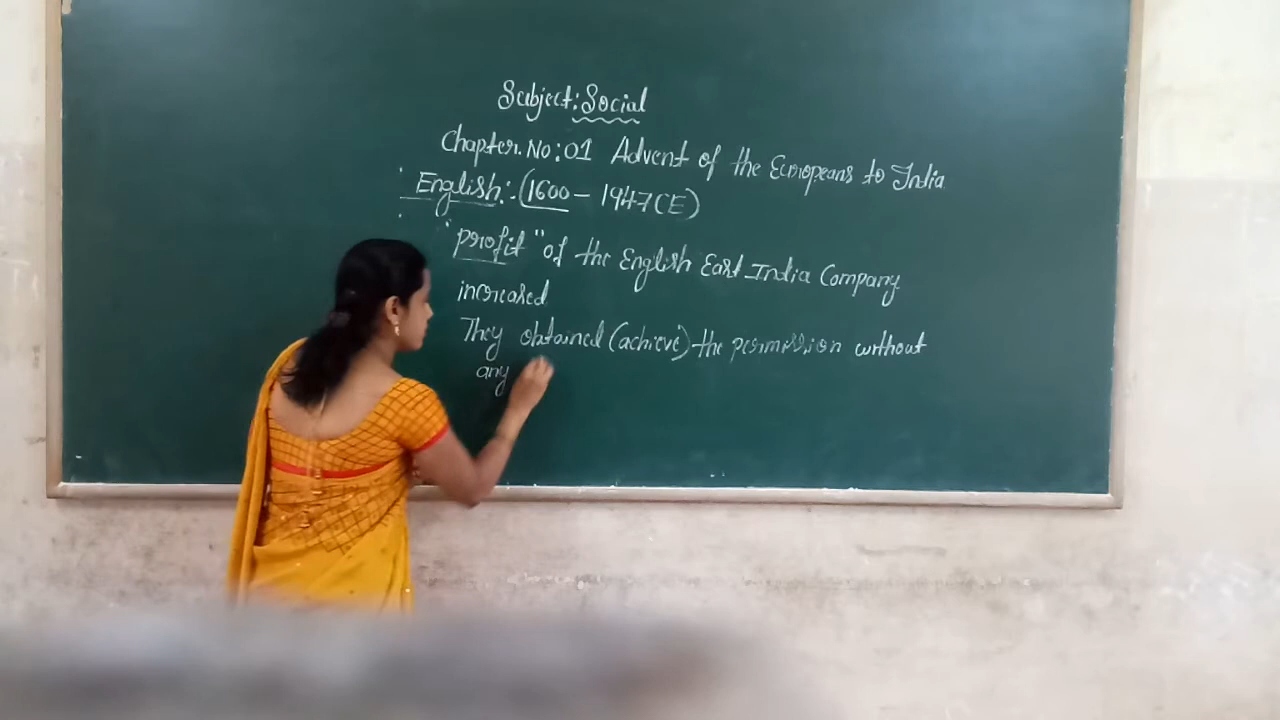 Subject: Social
Chapter. No: 01 Advent of the Europeans to India
English:- (1600 - 1947 CE)
"profit" of the English East India Company
increased
They obtained (achieve) the permission without
any